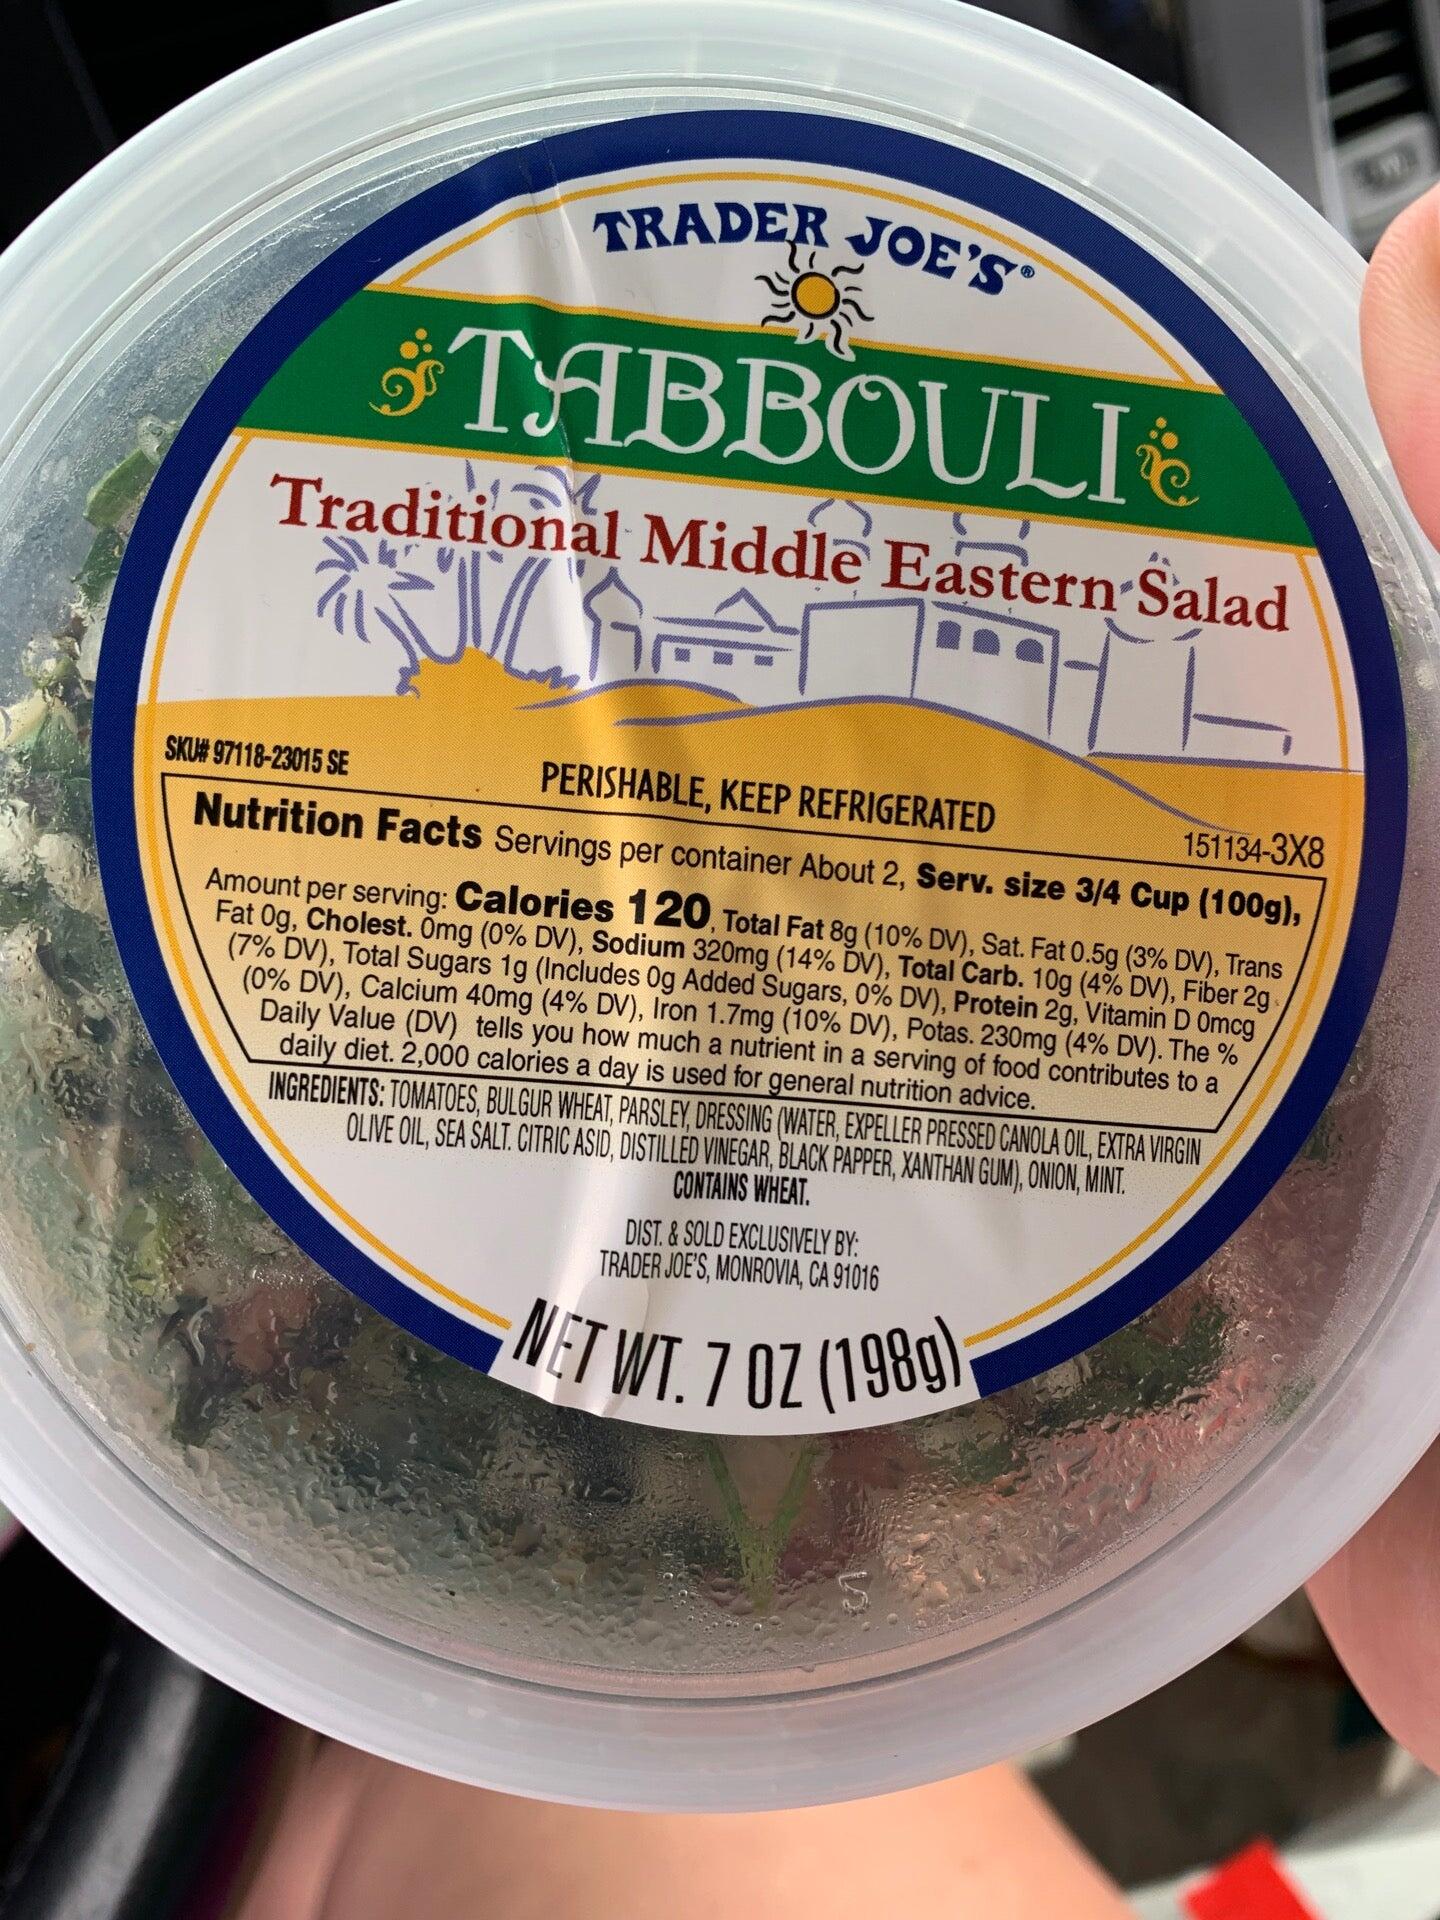 TRADER JOE'S®
TABBOULI
Traditional Middle Eastern Salad
SKU# 97118-23015 SE
PERISHABLE, KEEP REFRIGERATED
151134-3X8
Nutrition Facts Servings per container About 2, Serv. size 3/4 Cup (100g),
Amount per serving: Calories 120, Total Fat 8g (10% DV), Sat. Fat 0.5g (3% DV), Trans
Fat 0g, Cholest. 0mg (0% DV), Sodium 320mg (14% DV), Total Carb. 10g (4% DV), Fiber 2g
(7% DV), Total Sugars 1g (Includes 0g Added Sugars, 0% DV), Protein 2g, Vitamin D 0mcg
(0% DV), Calcium 40mg (4% DV), Iron 1.7mg (10% DV), Potas. 230mg (4% DV). The %
Daily Value (DV) tells you how much a nutrient in a serving of food contributes to a
daily diet. 2,000 calories a day is used for general nutrition advice.
INGREDIENTS: TOMATOES, BULGUR WHEAT, PARSLEY, DRESSING (WATER, EXPELLER PRESSED CANOLA OIL, EXTRA VIRGIN
OLIVE OIL, SEA SALT. CITRIC ASID, DISTILLED VINEGAR, BLACK PAPPER, XANTHAN GUM), ONION, MINT.
CONTAINS WHEAT.
DIST. & SOLD EXCLUSIVELY BY:
TRADER JOE'S, MONROVIA, CA 91016
NET WT. 7 OZ (198g)
5